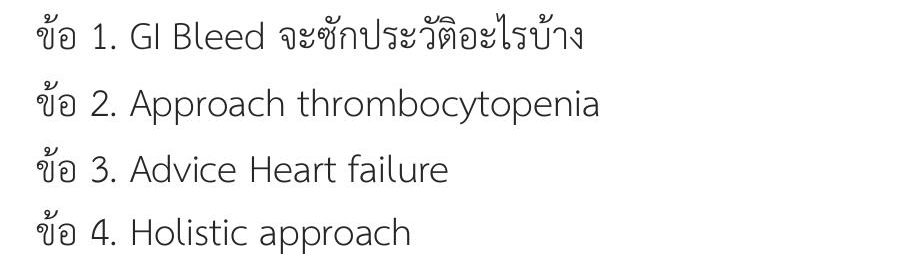 ข้อ 1. GI Bleed จะซักประวัติอะไรบ้าง
ข้อ 2. Approach thrombocytopenia
ข้อ 3. Advice Heart failure
ข้อ 4. Holistic approach